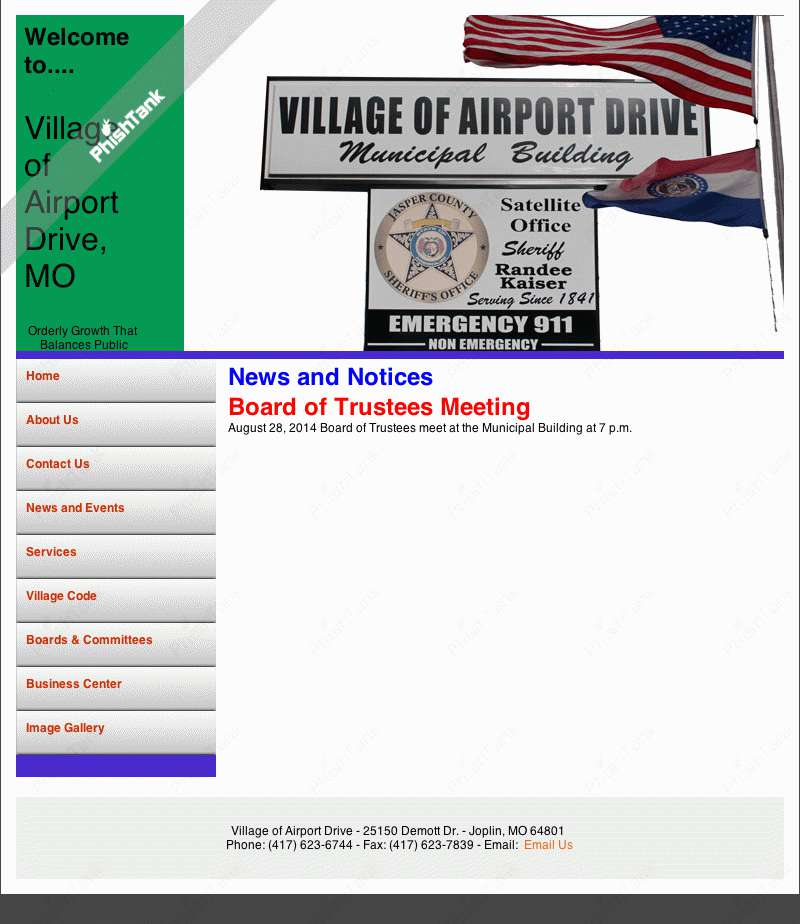 Welcome
to....
Village
of
Airport
Drive,
MO
Orderly Growth That
Balances Public
PhishTank
VILLAGE OF AIRPORT DRIVE
Municipal Building
JASPER COUNTY
SHERIFF'S OFFICE
Satellite
Office
Sheriff
Randee
Kaiser
Serving Since 1841
EMERGENCY 911
NON EMERGENCY
Home
About Us
Contact Us
News and Events
Services
Village Code
Boards & Committees
Business Center
Image Gallery
News and Notices
Board of Trustees Meeting
August 28, 2014 Board of Trustees meet at the Municipal Building at 7 p.m.
Village of Airport Drive - 25150 Demott Dr. - Joplin, MO 64801
Phone: (417) 623-6744 - Fax: (417) 623-7839 - Email: Email Us